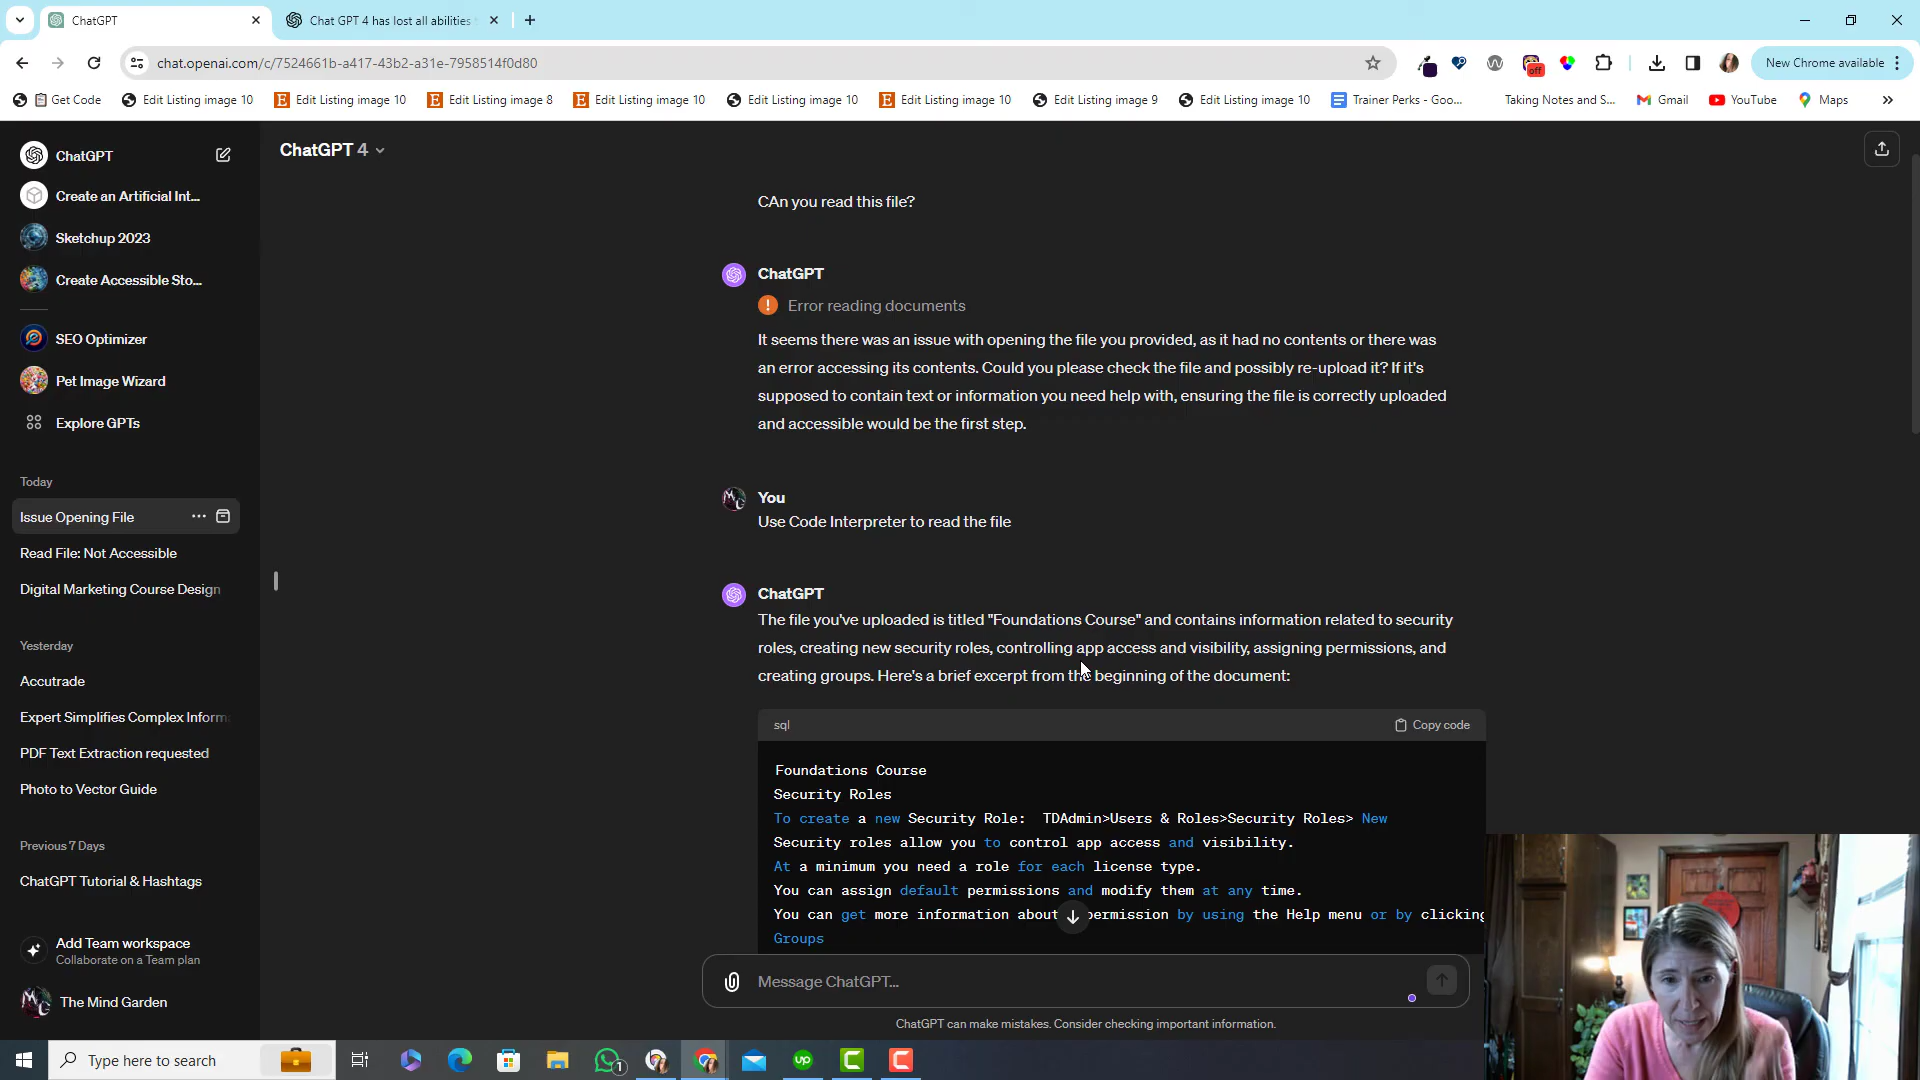 ChatGPT
Chat GPT 4 has lost all abilities
chat.openai.com/c/7524661b-a417-43b2-a31e-7958514f0d80
off
New Chrome available
Get Code
Edit Listing image 10
Edit Listing image 10
Edit Listing image 8
Edit Listing image 10
Edit Listing image 10
Edit Listing image 10
Edit Listing image 9
Edit Listing image 10
Trainer Perks - Goo...
Taking Notes and S...
Gmail
YouTube
Maps
ChatGPT
Create an Artificial Int...
Sketchup 2023
Create Accessible Sto...
SEO Optimizer
Pet Image Wizard
Explore GPTs
Today
Issue Opening File
Read File: Not Accessible
Digital Marketing Course Design
Yesterday
Accutrade
Expert Simplifies Complex Inform
PDF Text Extraction requested
Photo to Vector Guide
Previous 7 Days
ChatGPT Tutorial & Hashtags
Add Team workspace
Collaborate on a Team plan
The Mind Garden
ChatGPT 4
CAn you read this file?
ChatGPT
Error reading documents
It seems there was an issue with opening the file you provided, as it had no contents or there was
an error accessing its contents. Could you please check the file and possibly re-upload it? If it's
supposed to contain text or information you need help with, ensuring the file is correctly uploaded
and accessible would be the first step.
You
Use Code Interpreter to read the file
ChatGPT
The file you've uploaded is titled "Foundations Course" and contains information related to security
roles, creating new security roles, controlling app access and visibility, assigning permissions, and
creating groups. Here's a brief excerpt from the beginning of the document:
sql
Copy code
Foundations Course
Security Roles
To create a new Security Role:  TDAdmin>Users & Roles>Security Roles> New
Security roles allow you to control app access and visibility.
At a minimum you need a role for each license type.
You can assign default permissions and modify them at any time.
You can get more information about permission by using the Help menu or by clicking
Groups
Message ChatGPT...
ChatGPT can make mistakes. Consider checking important information.
Type here to search
1
up